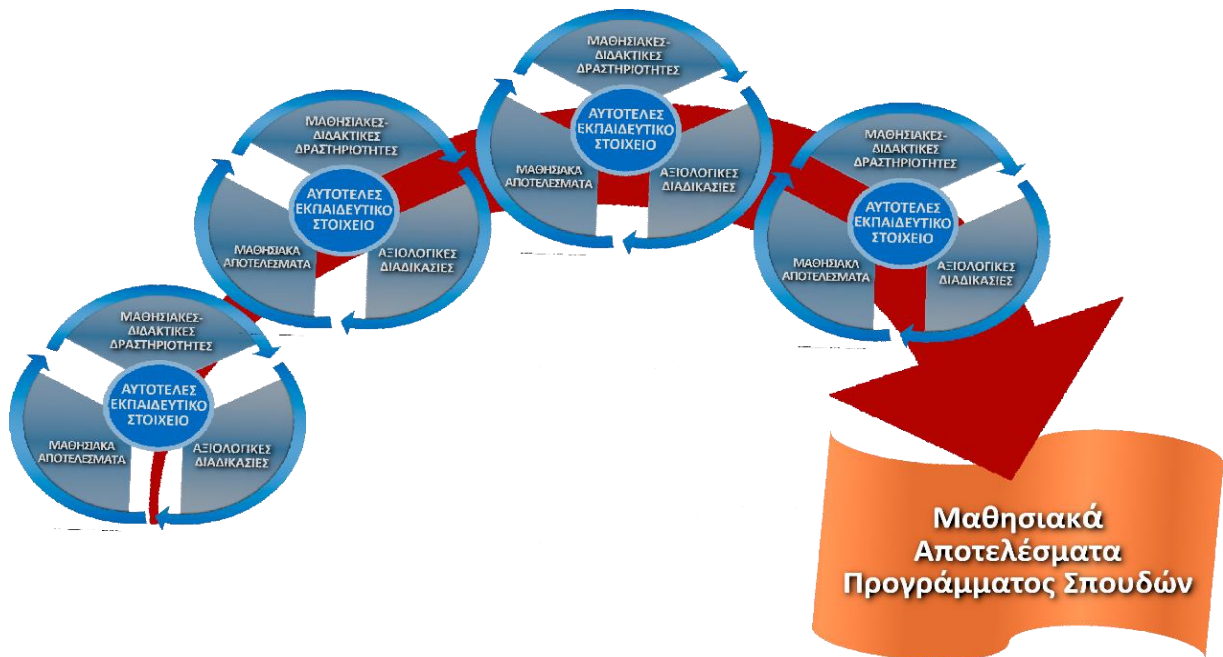 ΜΑΘΗΣΙΑΚΕΣ-
ΔΙΔΑΚΤΙΚΕΣ
ΔΡΑΣΤΗΡΙΟΤΗΤΕΣ
ΑΥΤΟΤΕΛΕΣ
ΕΚΠΑΙΔΕΥΤΙΚΟ
ΣΤΟΙΧΕΙΟ
ΜΑΘΗΣΙΑΚΑ
ΑΠΟΤΕΛΕΣΜΑΤΑ
ΑΞΙΟΛΟΓΙΚΕΣ
ΔΙΑΔΙΚΑΣΙΕΣ
ΜΑΘΗΣΙΑΚΕΣ-
ΔΙΔΑΚΤΙΚΕΣ
ΔΡΑΣΤΗΡΙΟΤΗΤΕΣ
ΑΥΤΟΤΕΛΕΣ
ΕΚΠΑΙΔΕΥΤΙΚΟ
ΣΤΟΙΧΕΙΟ
ΜΑΘΗΣΙΑΚΑ
ΑΠΟΤΕΛΕΣΜΑΤΑ
ΑΞΙΟΛΟΓΙΚΕΣ
ΔΙΑΔΙΚΑΣΙΕΣ
ΜΑΘΗΣΙΑΚΕΣ-
ΔΙΔΑΚΤΙΚΕΣ
ΔΡΑΣΤΗΡΙΟΤΗΤΕΣ
ΑΥΤΟΤΕΛΕΣ
ΕΚΠΑΙΔΕΥΤΙΚΟ
ΣΤΟΙΧΕΙΟ
ΜΑΘΗΣΙΑΚΑ
ΑΠΟΤΕΛΕΣΜΑΤΑ
ΑΞΙΟΛΟΓΙΚΕΣ
ΔΙΑΔΙΚΑΣΙΕΣ
ΜΑΘΗΣΙΑΚΕΣ-
ΔΙΔΑΚΤΙΚΕΣ
ΔΡΑΣΤΗΡΙΟΤΗΤΕΣ
ΑΥΤΟΤΕΛΕΣ
ΕΚΠΑΙΔΕΥΤΙΚΟ
ΣΤΟΙΧΕΙΟ
ΜΑΘΗΣΙΑΚΑ
ΑΠΟΤΕΛΕΣΜΑΤΑ
ΑΞΙΟΛΟΓΙΚΕΣ
ΔΙΑΔΙΚΑΣΙΕΣ
Μαθησιακά
Αποτελέσματα
Προγράμματος Σπουδών